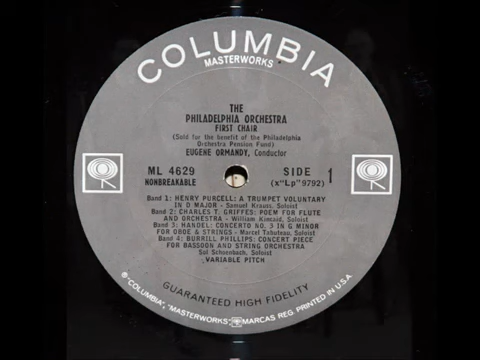 COLUMBIA
MASTERWORKS
THE
PHILADELPHIA ORCHESTRA
FIRST CHAIR
(Sold for the benefit of the Philadelphia
Orchestra Pension Fund)
EUGENE ORMANDY, Conductor
ML 4629
NONBREAKABLE
SIDE 1
(x"Lp"9792)
Band 1: HENRY PURCELL: A TRUMPET VOLUNTARY
IN D MAJOR - Samuel Krauss, Soloist
Band 2: CHARLES T. GRIFFES: POEM FOR FLUTE
AND ORCHESTRA - William Kincaid, Soloist
Band 3: HANDEL: CONCERTO NO. 3 IN G MINOR
FOR OBOE & STRINGS - Marcel Tabuteau, Soloist
Band 4: BURRILL PHILLIPS: CONCERT PIECE
FOR BASSOON AND STRING ORCHESTRA
Sol Schoenbach, Soloist
VARIABLE PITCH
GUARANTEED HIGH FIDELITY
® "COLUMBIA", "MASTERWORKS", MARCAS REG. PRINTED IN U.S.A.